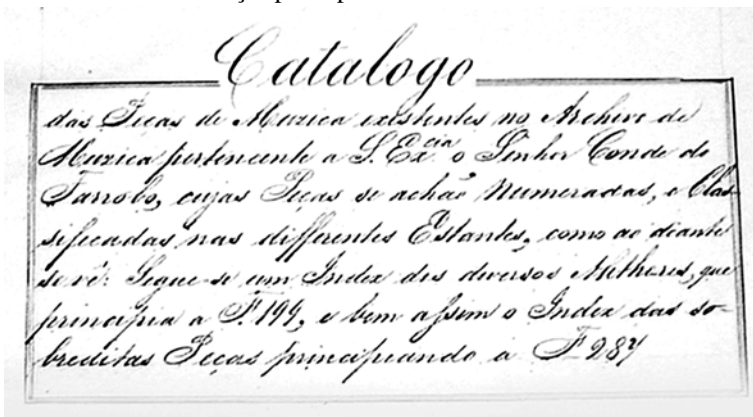 Catalogo
das Peças de Muzica existentes no Archivo de
Muzica pertencente a S. Ex.cia o Senhor Conde do
Farrobo, cujas Peças se achão Numeradas, e Clas-
sificadas nas differentes Estantes, como ao diante
se vê: Segue-se um Index dos diversos Authores, que
principia a F. 199, e bem assim o Index das so-
breditas Peças principiando a F 287